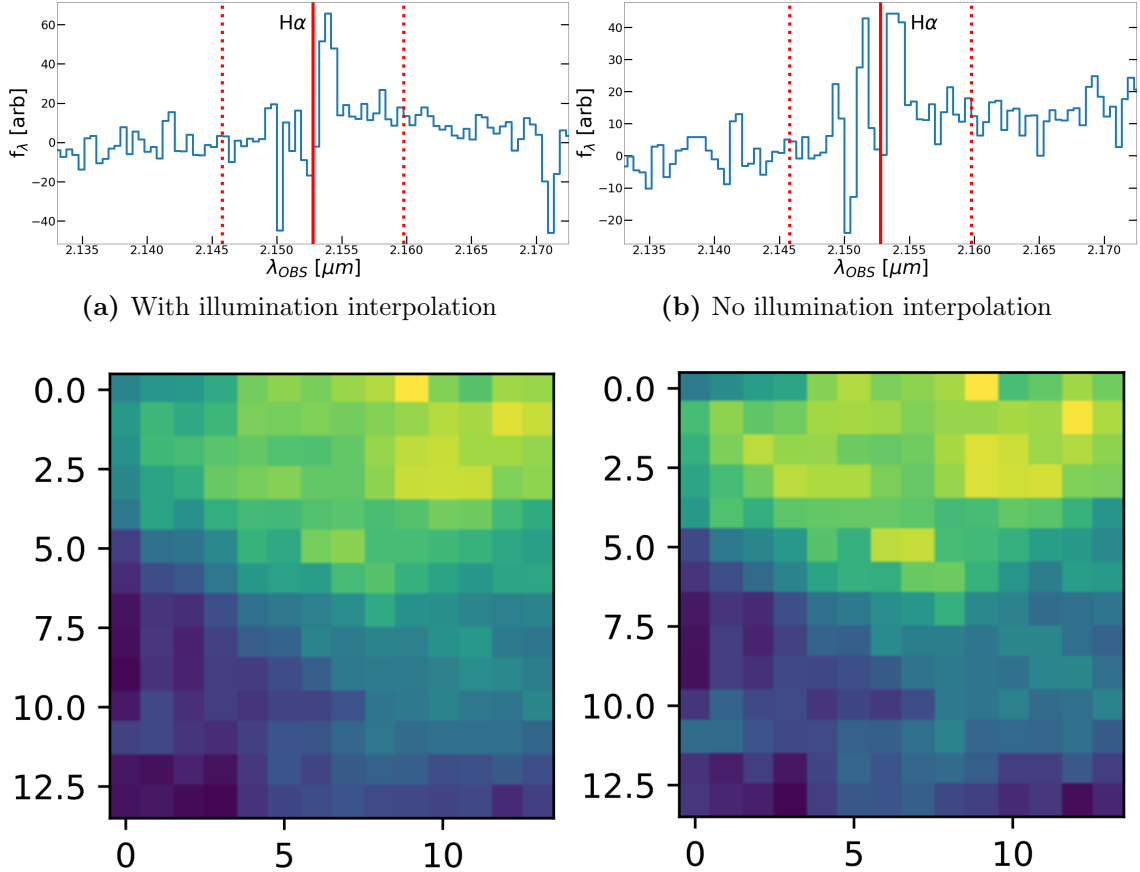 60
40
20
0
−20
−40
fλ [arb]
Hα
2.135 2.140 2.145 2.150 2.155 2.160 2.165 2.170
λOBS [μm]
(a) With illumination interpolation
40
30
20
10
0
−10
−20
fλ [arb]
Hα
2.135 2.140 2.145 2.150 2.155 2.160 2.165 2.170
λOBS [μm]
(b) No illumination interpolation
0.0
2.5
5.0
7.5
10.0
12.5
0 5 10
0.0
2.5
5.0
7.5
10.0
12.5
0 5 10